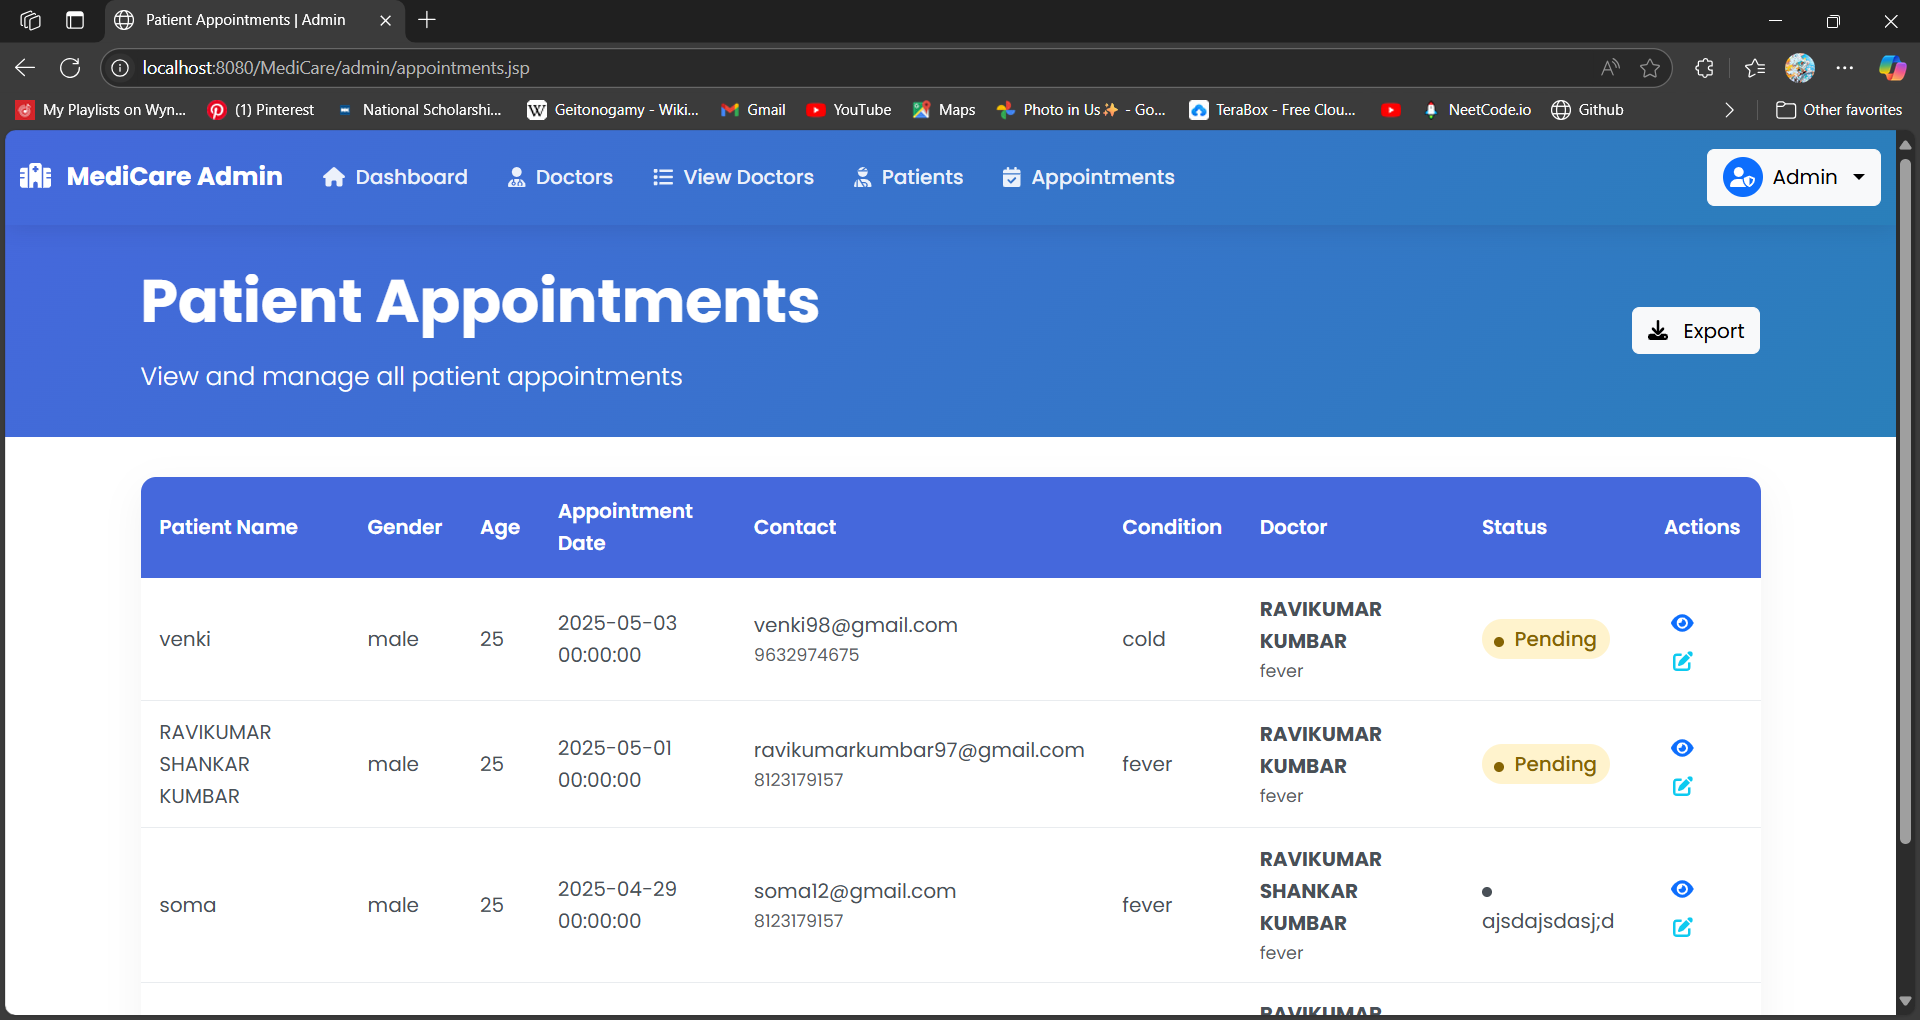 Patient Appointments | Admin
localhost:8080/MediCare/admin/appointments.jsp
My Playlists on Wyn...
(1) Pinterest
National Scholarshi...
Geitonogamy - Wiki...
Gmail
YouTube
Maps
Photo in Us✨ - Go...
TeraBox - Free Clou...
NeetCode.io
Github
Other favorites
MediCare Admin
Dashboard
Doctors
View Doctors
Patients
Appointments
Admin
Patient Appointments
View and manage all patient appointments
Export
Patient Name
Gender
Age
Appointment
Date
Contact
Condition
Doctor
Status
Actions
venki
male
25
2025-05-03
00:00:00
venki98@gmail.com
9632974675
cold
RAVIKUMAR
KUMBAR
fever
Pending
RAVIKUMAR
SHANKAR
KUMBAR
male
25
2025-05-01
00:00:00
ravikumarkumbar97@gmail.com
8123179157
fever
RAVIKUMAR
KUMBAR
fever
Pending
soma
male
25
2025-04-29
00:00:00
soma12@gmail.com
8123179157
fever
RAVIKUMAR
SHANKAR
KUMBAR
fever
ajsdajsdasj;d
RAVIKUMAR